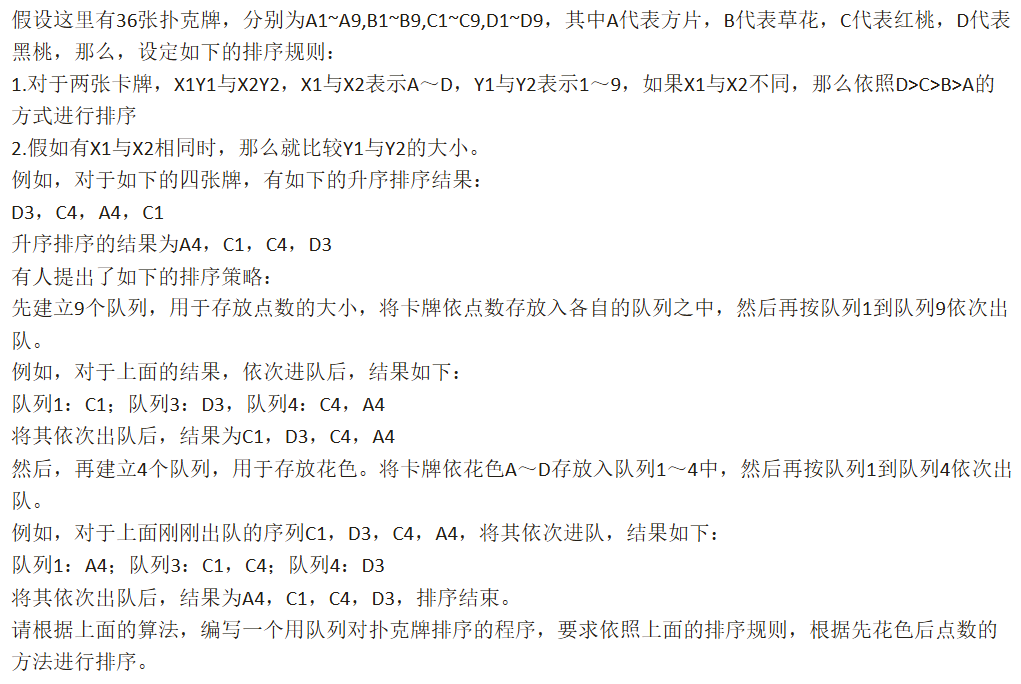 假设这里有36张扑克牌，分别为A1~A9,B1~B9,C1~C9,D1~D9，其中A代表方片，B代表草花，C代表红桃，D代表
黑桃，那么，设定如下的排序规则：
1.对于两张卡牌，X1Y1与X2Y2，X1与X2表示A～D，Y1与Y2表示1～9，如果X1与X2不同，那么依照D>C>B>A的
方式进行排序
2.假如有X1与X2相同时，那么就比较Y1与Y2的大小。
例如，对于如下的四张牌，有如下的升序排序结果：
D3，C4，A4，C1
升序排序的结果为A4，C1，C4，D3
有人提出了如下的排序策略：
先建立9个队列，用于存放点数的大小，将卡牌依点数存放入各自的队列之中，然后再按队列1到队列9依次出
队。
例如，对于上面的结果，依次进队后，结果如下：
队列1：C1；队列3：D3，队列4：C4，A4
将其依次出队后，结果为C1，D3，C4，A4
然后，再建立4个队列，用于存放花色。将卡牌依花色A～D存放入队列1～4中，然后再按队列1到队列4依次出
队。
例如，对于上面刚刚出队的序列C1，D3，C4，A4，将其依次进队，结果如下：
队列1：A4；队列3：C1，C4；队列4：D3
将其依次出队后，结果为A4，C1，C4，D3，排序结束。
请根据上面的算法，编写一个用队列对扑克牌排序的程序，要求依照上面的排序规则，根据先花色后点数的
方法进行排序。